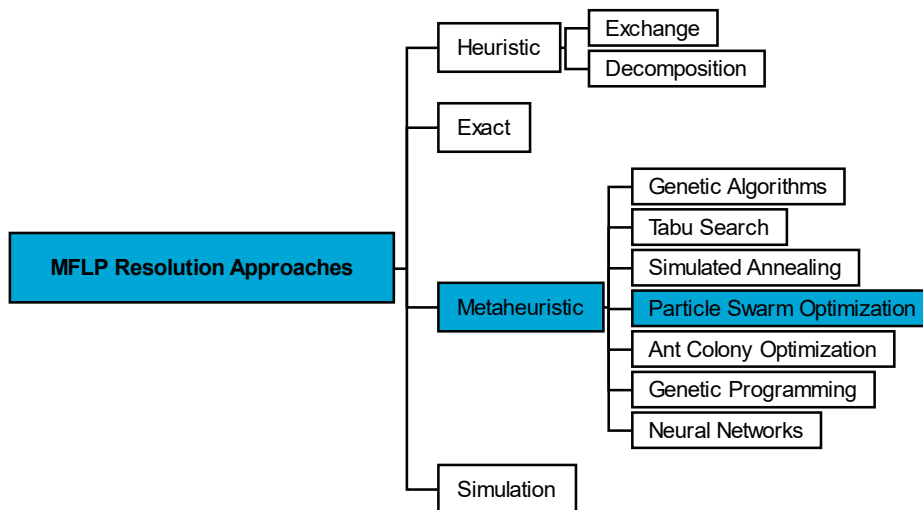 Exchange
Heuristic
Decomposition
Exact
Genetic Algorithms
Tabu Search
MFLP Resolution Approaches
Simulated Annealing
Metaheuristic
Particle Swarm Optimization
Ant Colony Optimization
Genetic Programming
Neural Networks
Simulation